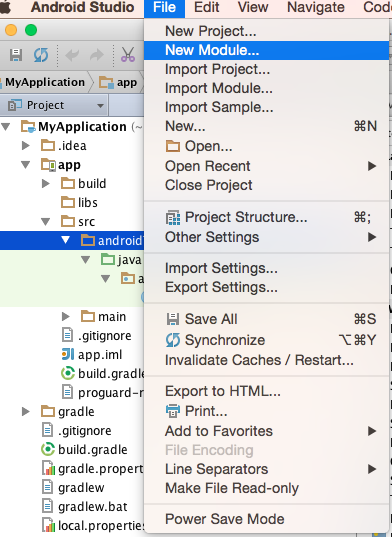 Android Studio File Edit View Navigate
New Project...
New Module...
Import Project...
Import Module...
Import Sample...
New... ⌘N
Open...
Open Recent
Close Project
Project Structure... ⌘;
Other Settings
Import Settings...
Export Settings...
Save All ⌘S
Synchronize ⌥⌘Y
Invalidate Caches / Restart...
Export to HTML...
Print...
Add to Favorites
File Encoding
Line Separators
Make File Read-only
Power Save Mode
MyApplication app
Project
MyApplication (~
.idea
app
build
libs
src
android
java
a
main
.gitignore
app.iml
build.gradle
proguard-r
gradle
.gitignore
build.gradle
gradle.prope
gradlew
gradlew.bat
local.properties